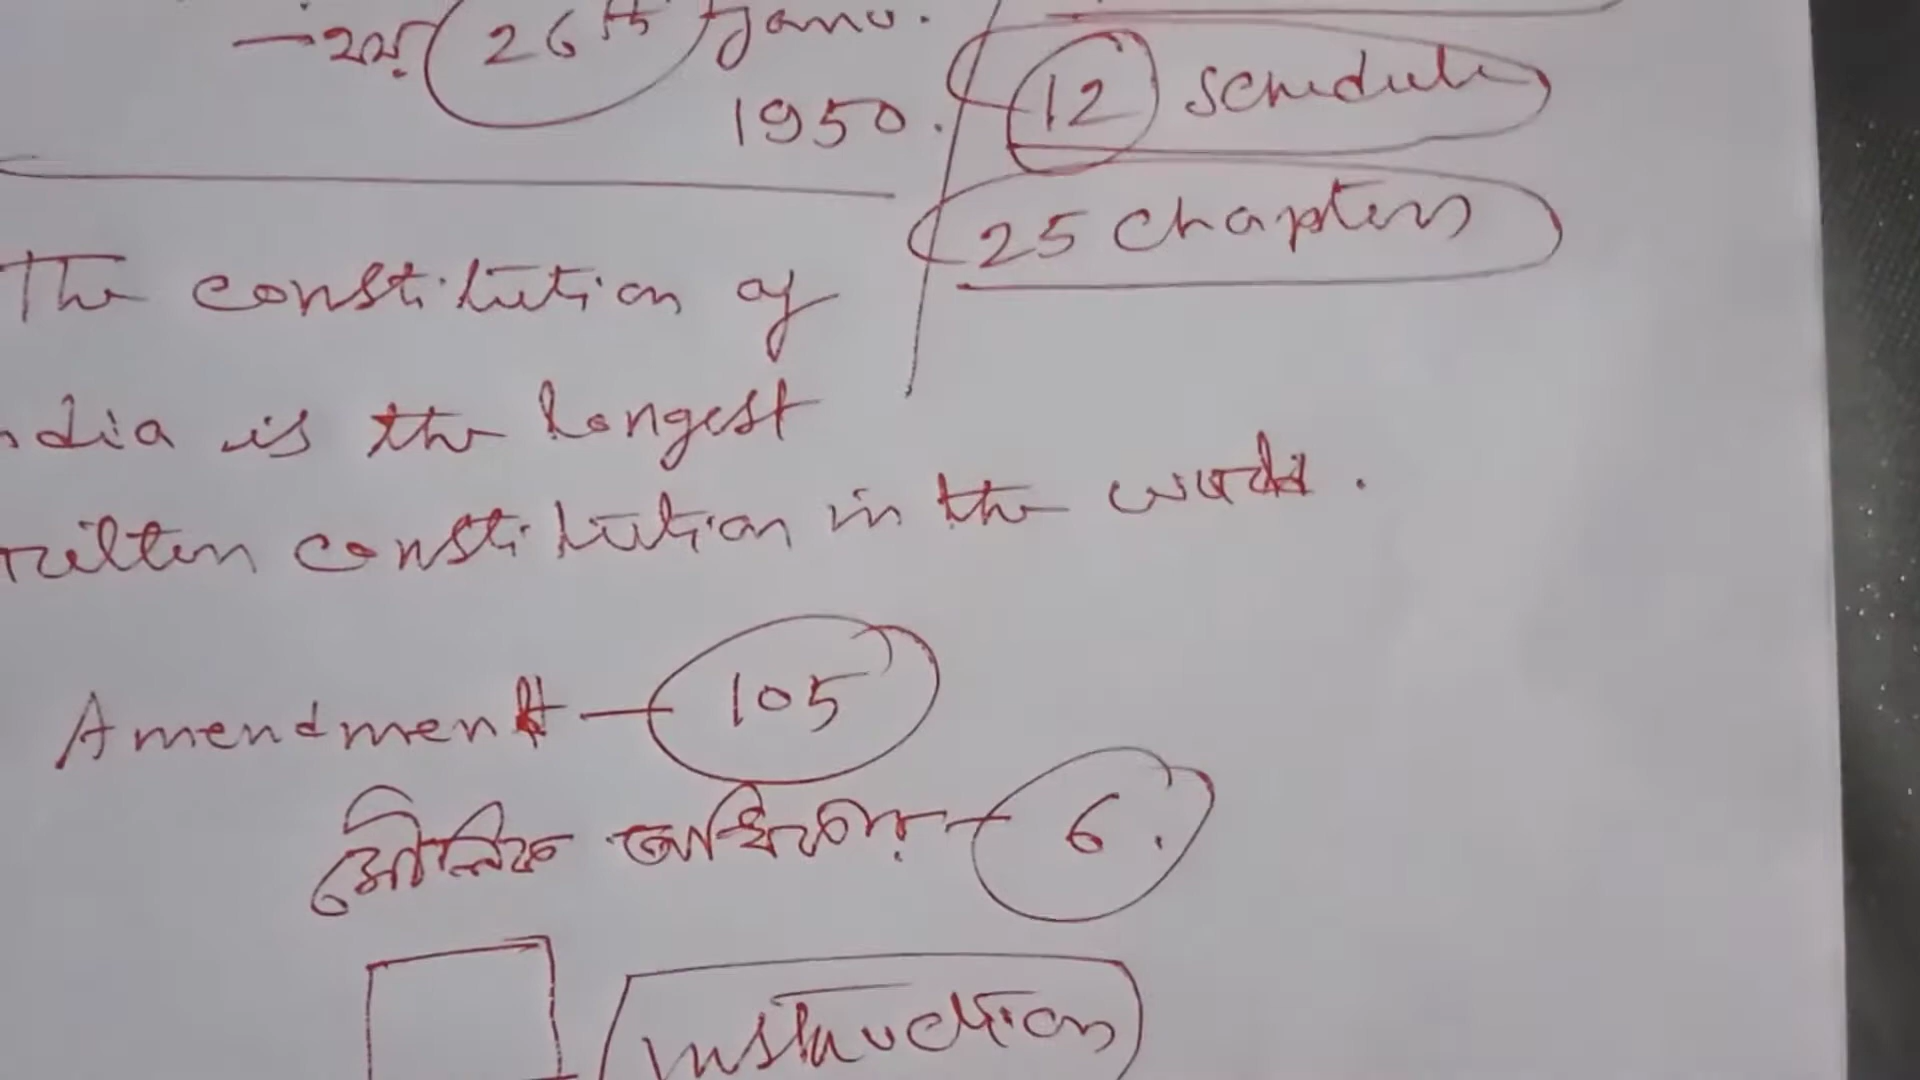 —হয় 26th Janu.
1950.
12 schedule
25 chapters
The constitution of
ndia is the longest
ritten constitution in the world.
Amendment — 105
মৌলিক অধিকার — 6.
Instruction